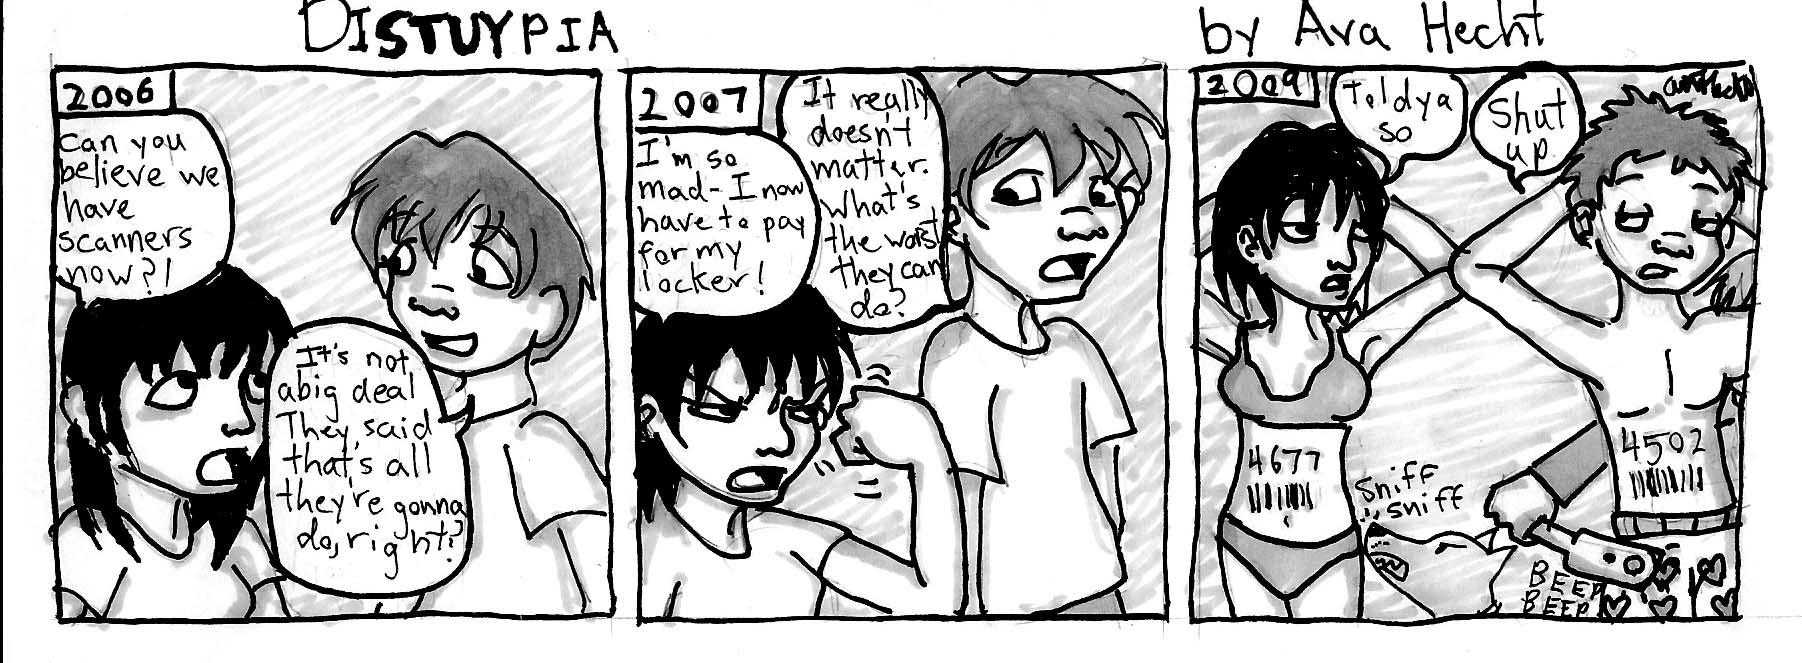 DISTUYPIA
by Ava Hecht
2006
Can you
believe we
have
scanners
now?!
It's not
a big deal
They said
that's all
they're gonna
do, right?
2007
I'm so
mad- I now
have to pay
for my
locker!
It really
doesn't
matter.
What's
the worst
they can
do?
2009
Toldya
so
Shut
up
4677
4502
Sniff
sniff
BEEP
BEEP